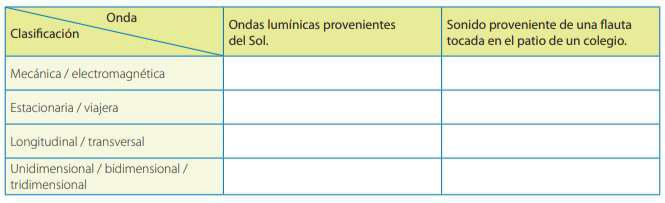 Onda
Clasificación
Ondas lumínicas provenientes
del Sol.
Sonido proveniente de una flauta
tocada en el patio de un colegio.
Mecánica / electromagnética
Estacionaria / viajera
Longitudinal / transversal
Unidimensional / bidimensional /
tridimensional